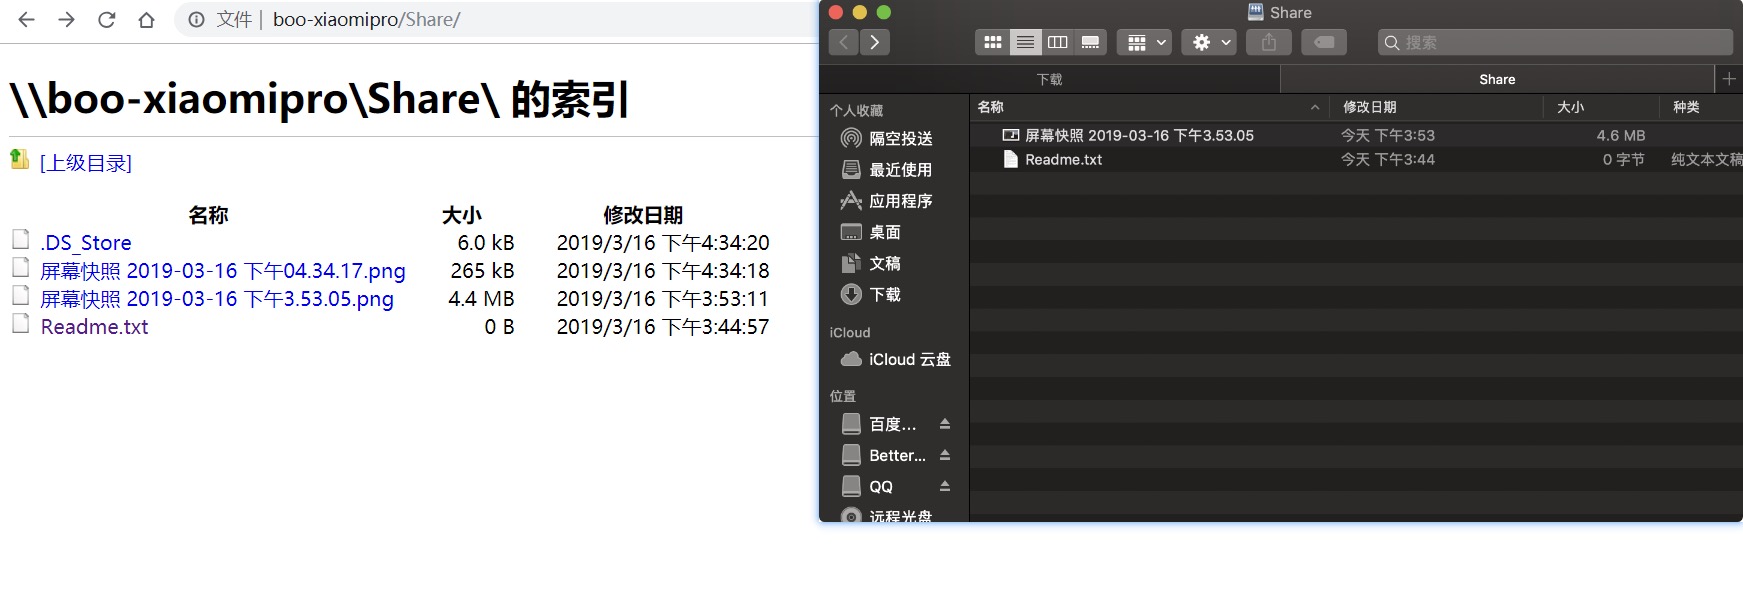 文件 | boo-xiaomipro/Share/
\\boo-xiaomipro\Share\ 的索引
[上级目录]
名称 大小 修改日期
.DS_Store 6.0 kB 2019/3/16 下午4:34:20
屏幕快照 2019-03-16 下午04.34.17.png 265 kB 2019/3/16 下午4:34:18
屏幕快照 2019-03-16 下午3.53.05.png 4.4 MB 2019/3/16 下午3:53:11
Readme.txt 0 B 2019/3/16 下午3:44:57
Share
搜索
下载 Share
个人收藏
隔空投送
最近使用
应用程序
桌面
文稿
下载
iCloud
iCloud 云盘
位置
百度...
Better...
QQ
远程光盘
名称 修改日期 大小 种类
屏幕快照 2019-03-16 下午3.53.05 今天 下午3:53 4.6 MB
Readme.txt 今天 下午3:44 0 字节 纯文本文稿